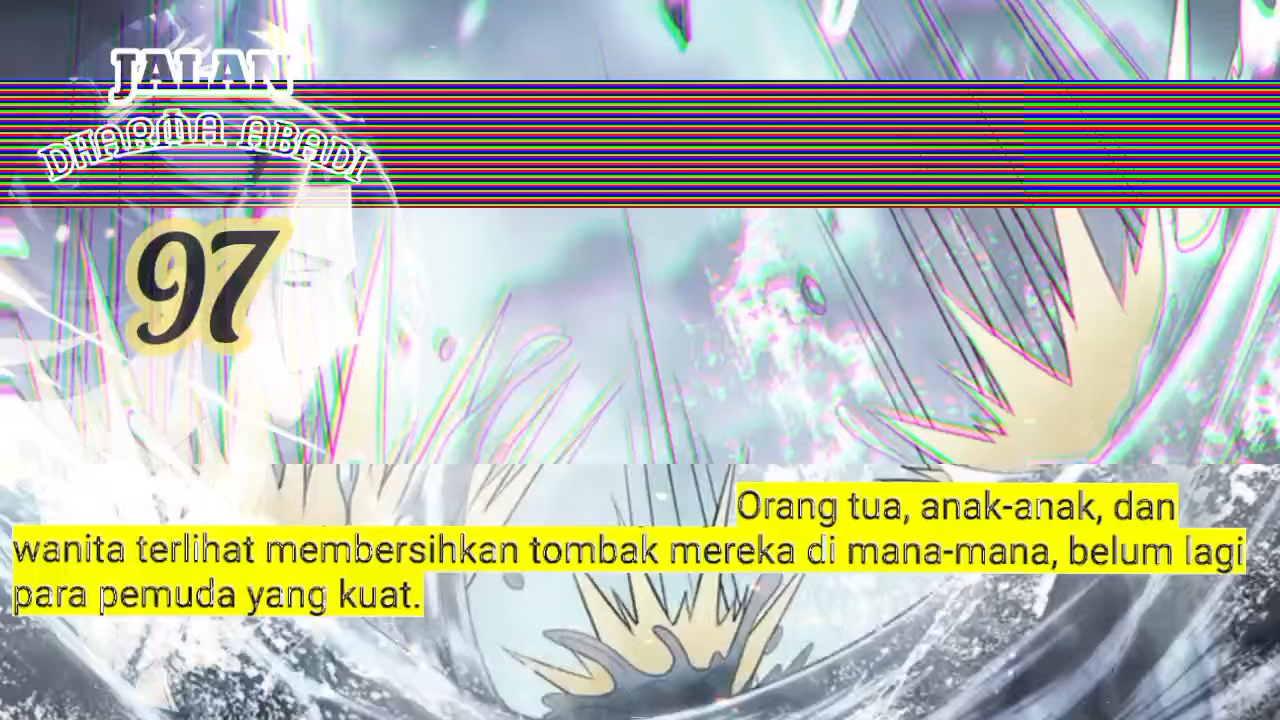 JALAN
DHARMA ABADI
97
Orang tua, anak-anak, dan
wanita terlihat membersihkan tombak mereka di mana-mana, belum lagi
para pemuda yang kuat.